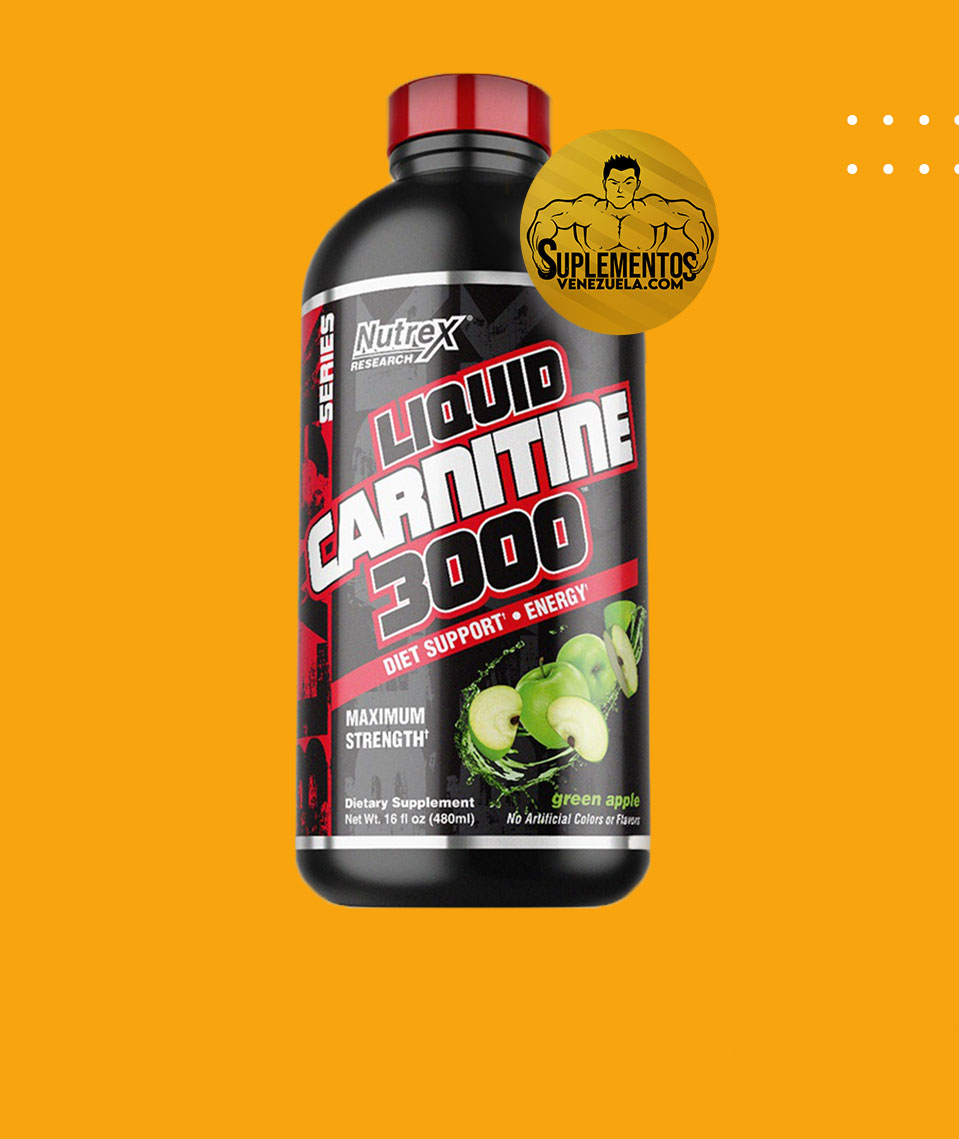 SUPLEMENTOS
VENEZUELA.COM
SERIES
Nutrex®
RESEARCH
LIQUID
CARNITINE
3000™
DIET SUPPORT† • ENERGY†
MAXIMUM
STRENGTH†
Dietary Supplement
Net Wt. 16 fl oz (480ml)
green apple
No Artificial Colors or Flavors